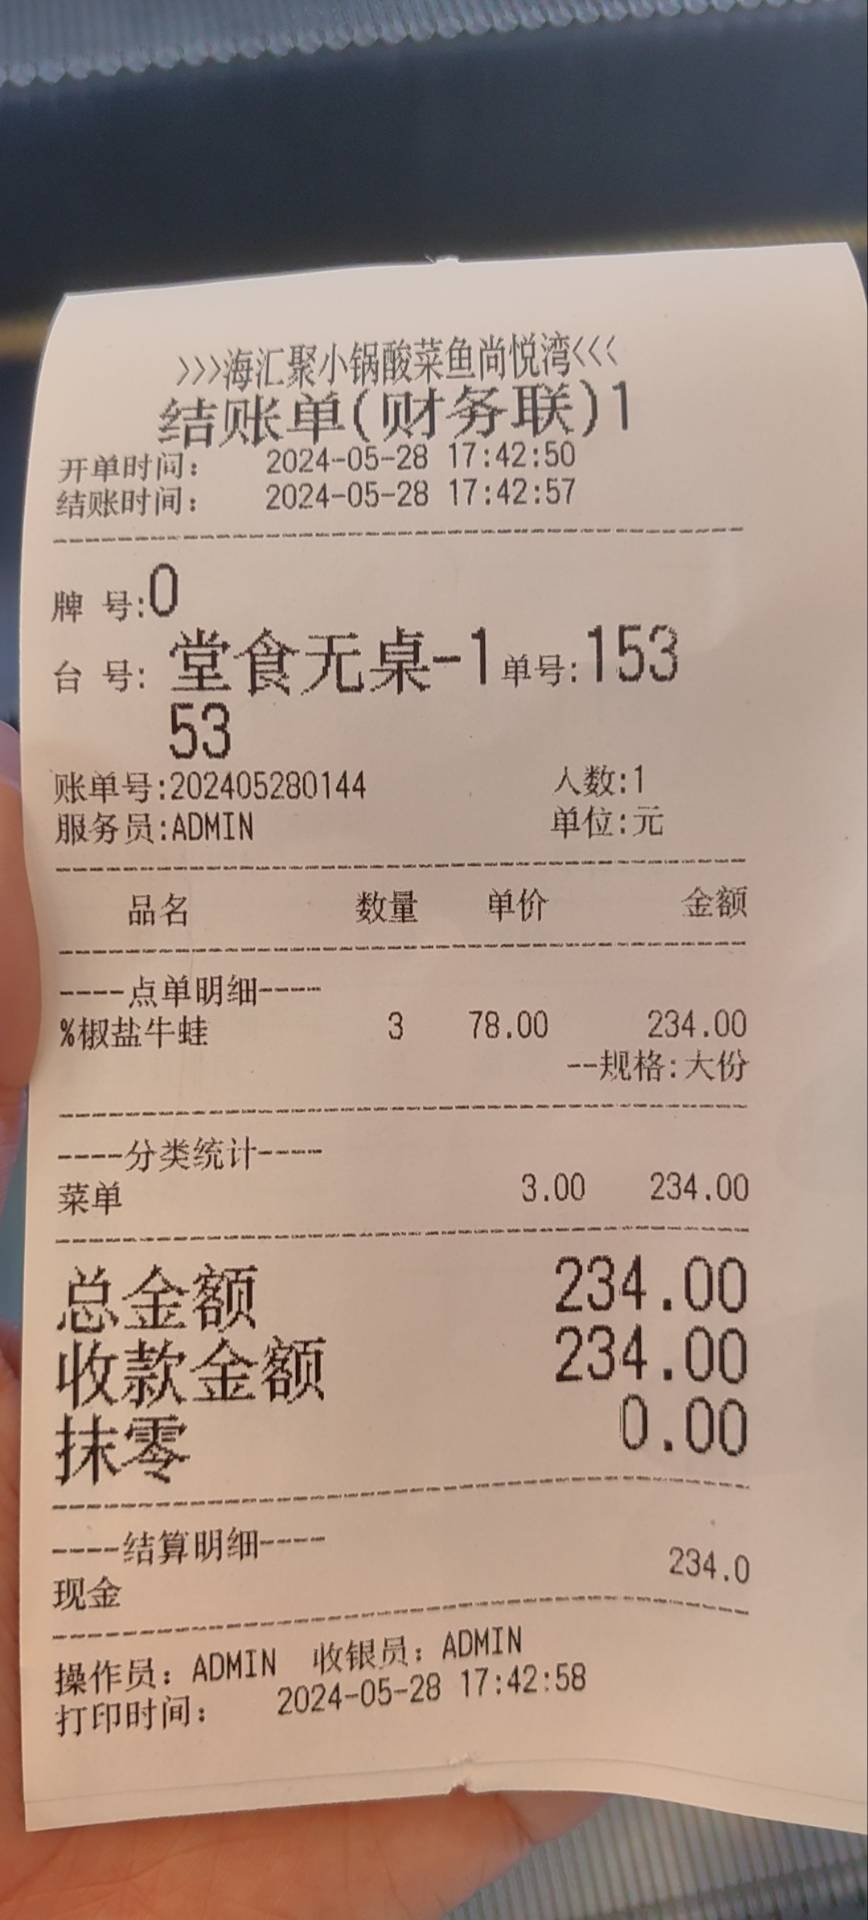 >>>海汇聚小锅酸菜鱼尚悦湾<<<
结账单(财务联)1
开单时间: 2024-05-28 17:42:50
结账时间: 2024-05-28 17:42:57
牌 号:0
台 号: 堂食无桌-1 单号:153
53
账单号:202405280144 人数:1
服务员:ADMIN 单位:元
品名 数量 单价 金额
----点单明细----
%椒盐牛蛙 3 78.00 234.00
--规格:大份
----分类统计----
菜单 3.00 234.00
总金额 234.00
收款金额 234.00
抹零 0.00
----结算明细----
现金 234.0
操作员: ADMIN 收银员: ADMIN
打印时间: 2024-05-28 17:42:58